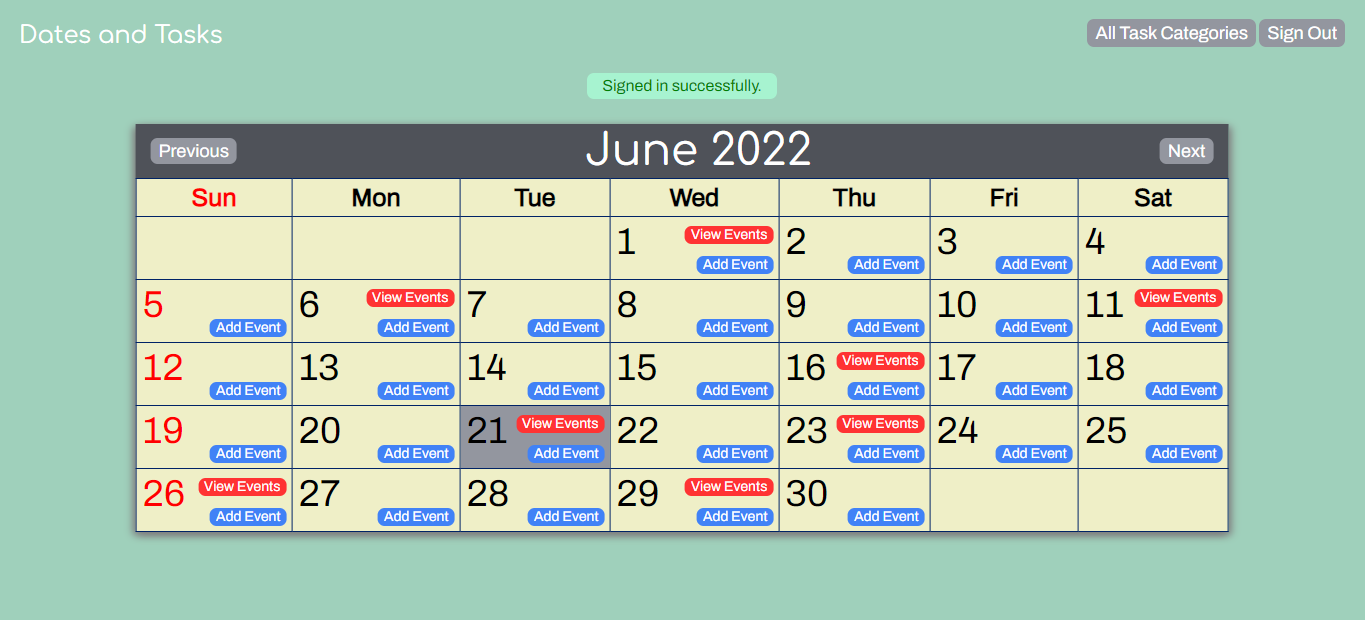 Dates and Tasks
All Task Categories Sign Out
Signed in successfully.
Previous June 2022 Next
Sun Mon Tue Wed Thu Fri Sat
1 View Events Add Event 2 Add Event 3 Add Event 4 Add Event
5 Add Event 6 View Events Add Event 7 Add Event 8 Add Event 9 Add Event 10 Add Event 11 View Events Add Event
12 Add Event 13 Add Event 14 Add Event 15 Add Event 16 View Events Add Event 17 Add Event 18 Add Event
19 Add Event 20 Add Event 21 View Events Add Event 22 Add Event 23 View Events Add Event 24 Add Event 25 Add Event
26 View Events Add Event 27 Add Event 28 Add Event 29 View Events Add Event 30 Add Event